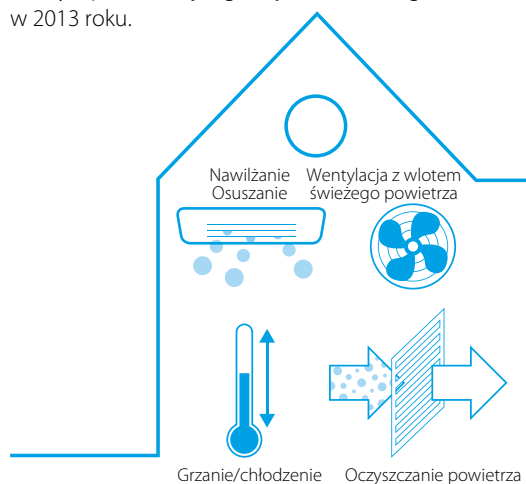 w 2013 roku.
Nawilżanie
Osuszanie
Wentylacja z wlotem
świeżego powietrza
Grzanie/chłodzenie
Oczyszczanie powietrza